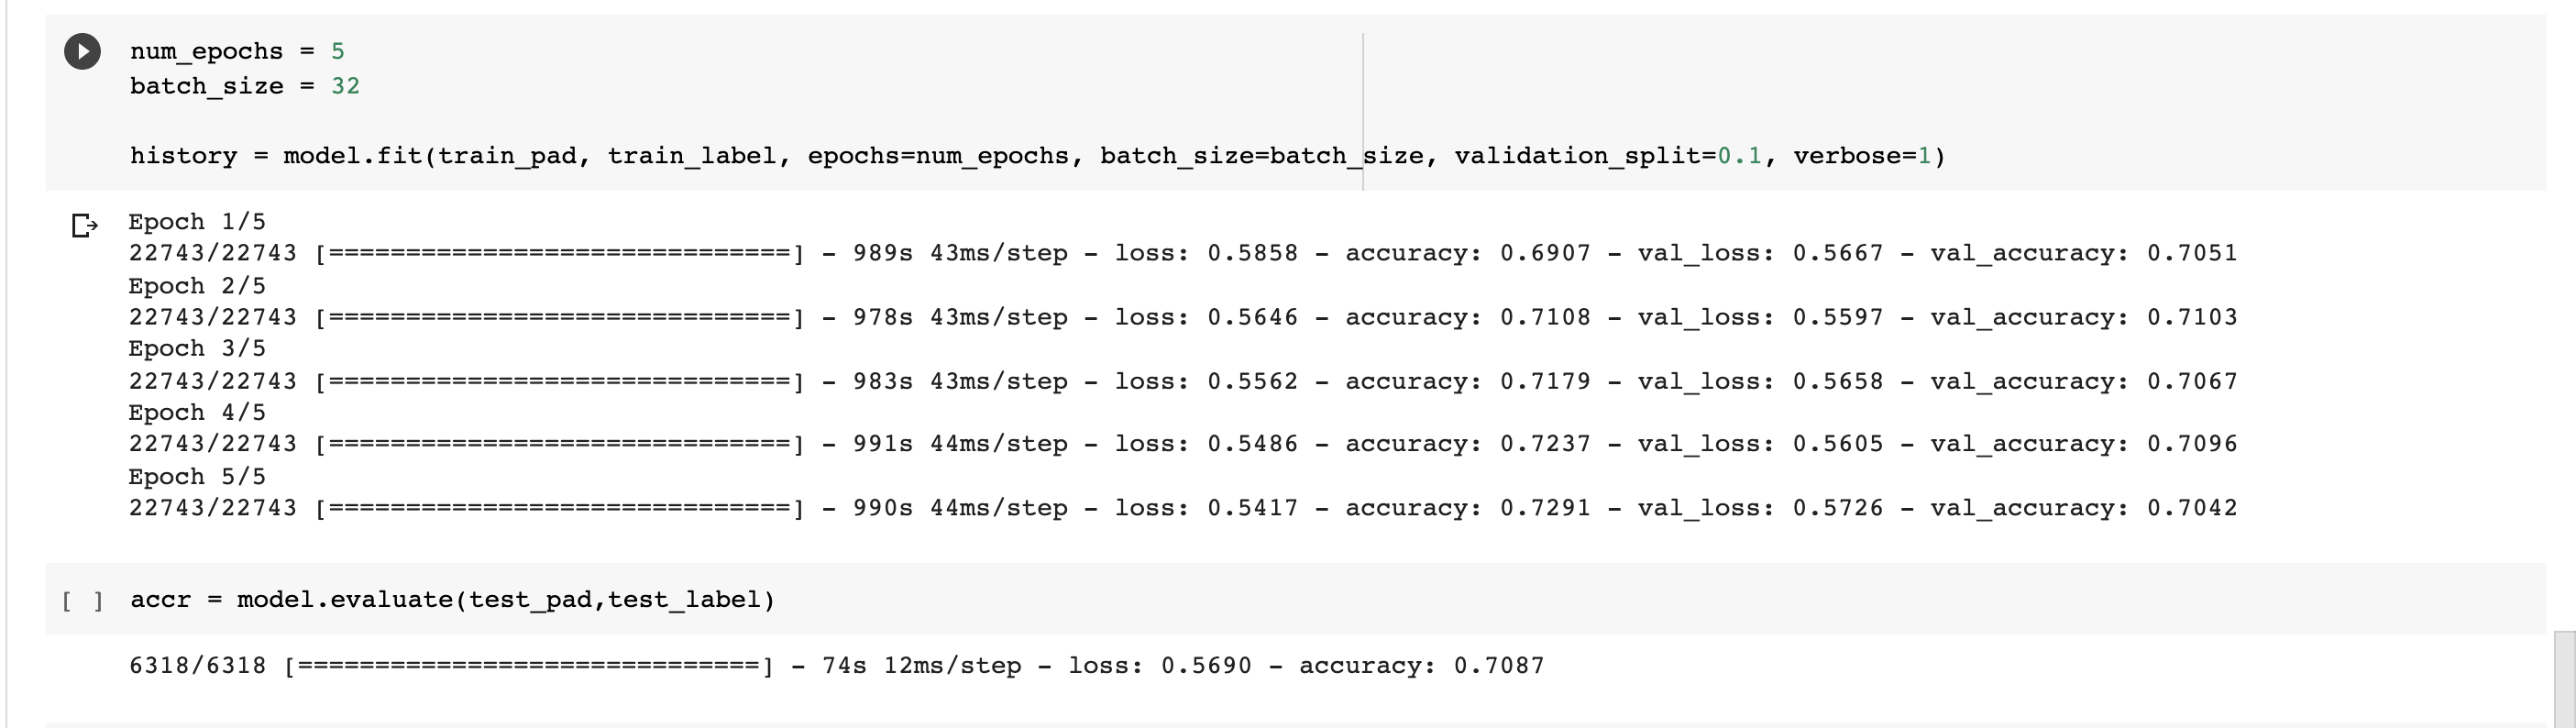 num_epochs = 5
batch_size = 32
history = model.fit(train_pad, train_label, epochs=num_epochs, batch_size=batch_size, validation_split=0.1, verbose=1)
Epoch 1/5
22743/22743 [==============================] - 989s 43ms/step - loss: 0.5858 - accuracy: 0.6907 - val_loss: 0.5667 - val_accuracy: 0.7051
Epoch 2/5
22743/22743 [==============================] - 978s 43ms/step - loss: 0.5646 - accuracy: 0.7108 - val_loss: 0.5597 - val_accuracy: 0.7103
Epoch 3/5
22743/22743 [==============================] - 983s 43ms/step - loss: 0.5562 - accuracy: 0.7179 - val_loss: 0.5658 - val_accuracy: 0.7067
Epoch 4/5
22743/22743 [==============================] - 991s 44ms/step - loss: 0.5486 - accuracy: 0.7237 - val_loss: 0.5605 - val_accuracy: 0.7096
Epoch 5/5
22743/22743 [==============================] - 990s 44ms/step - loss: 0.5417 - accuracy: 0.7291 - val_loss: 0.5726 - val_accuracy: 0.7042
[ ] accr = model.evaluate(test_pad,test_label)
6318/6318 [==============================] - 74s 12ms/step - loss: 0.5690 - accuracy: 0.7087